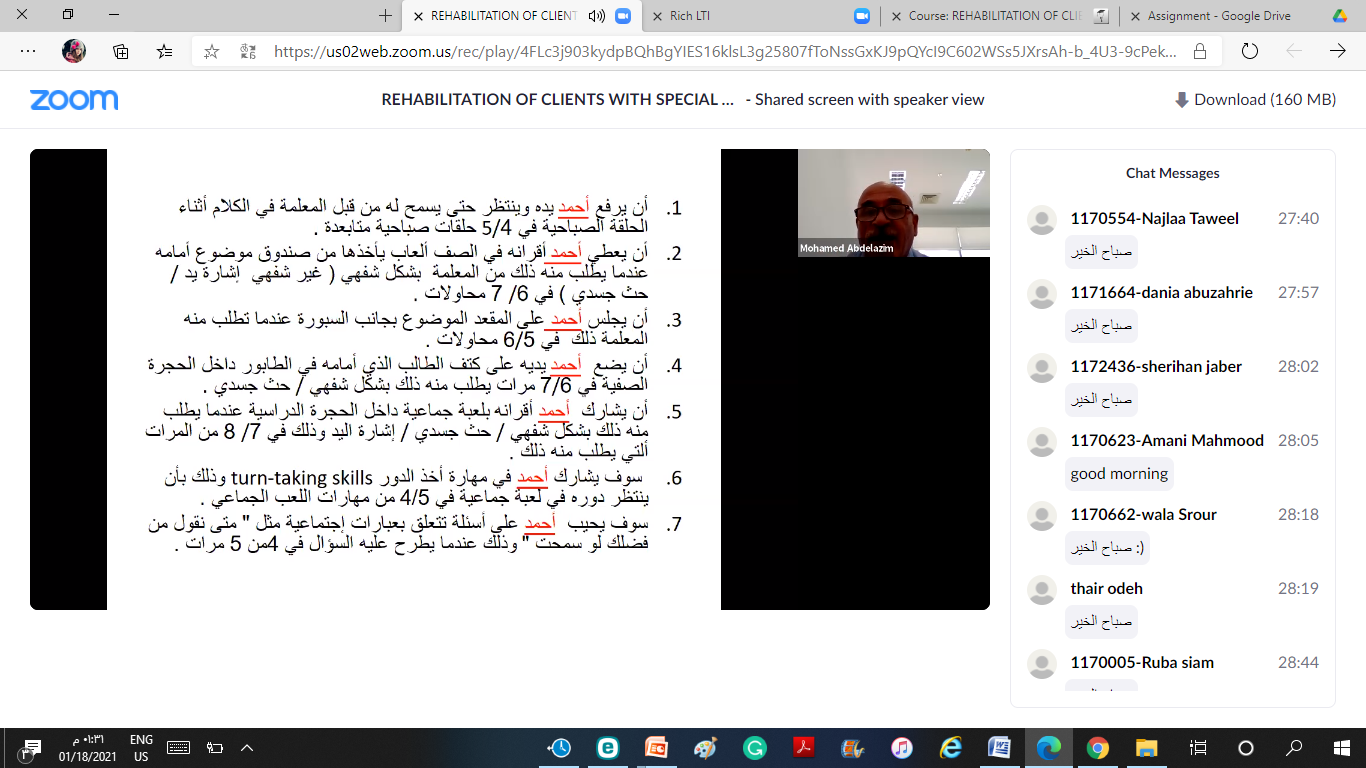 REHABILITATION OF CLIENT
Rich LTI
Course: REHABILITATION OF CLIE
Assignment - Google Drive
https://us02web.zoom.us/rec/play/4FLc3j903kydpBQhBgYIES16klsL3g25807fToNssGxKJ9pQYcI9C602WSs5JXrsAh-b_4U3-9cPek...
zoom
REHABILITATION OF CLIENTS WITH SPECIAL ... - Shared screen with speaker view
Download (160 MB)
1. أن يرفع أحمد يده وينتظر حتى يسمح له من قبل المعلمة في الكلام أثناء
الحلقة الصباحية في 5/4 حلقات صباحية متابعدة .
2. أن يعطي أحمد أقرانه في الصف ألعاب يأخذها من صندوق موضوع أمامه
عندما يطلب منه ذلك من المعلمة بشكل شفهي ( غير شفهي إشارة يد /
حث جسدي ) في 6/ 7 محاولات .
3. أن يجلس أحمد على المقعد الموضوع بجانب السبورة عندما تطلب منه
المعلمة ذلك في 6/5 محاولات .
4. أن يضع أحمد يديه على كتف الطالب الذي أمامه في الطابور داخل الحجرة
الصفية في 7/6 مرات يطلب منه ذلك بشكل شفهي / حث جسدي .
5. أن يشارك أحمد أقرانه بلعبة جماعية داخل الحجرة الدراسية عندما يطلب
منه ذلك بشكل شفهي / حث جسدي / إشارة اليد وذلك في 7/ 8 من المرات
ألتي يطلب منه ذلك .
6. سوف يشارك أحمد في مهارة أخذ الدور turn-taking skills وذلك بأن
ينتظر دوره في لعبة جماعية في 4/5 من مهارات اللعب الجماعي .
7. سوف يجيب أحمد على أسئلة تتعلق بعبارات إجتماعية مثل " متى نقول من
فضلك لو سمحت " وذلك عندما يطرح عليه السؤال في 4من 5 مرات .
Mohamed Abdelazim
Chat Messages
1170554-Najlaa Taweel 27:40
صباح الخير
1171664-dania abuzahrie 27:57
صباح الخير
1172436-sherihan jaber 28:02
صباح الخير
1170623-Amani Mahmood 28:05
good morning
1170662-wala Srour 28:18
صباح الخير :)
thair odeh 28:19
صباح الخير
1170005-Ruba siam 28:44
٠١:٣١ م
01/18/2021
ENG
US
٣